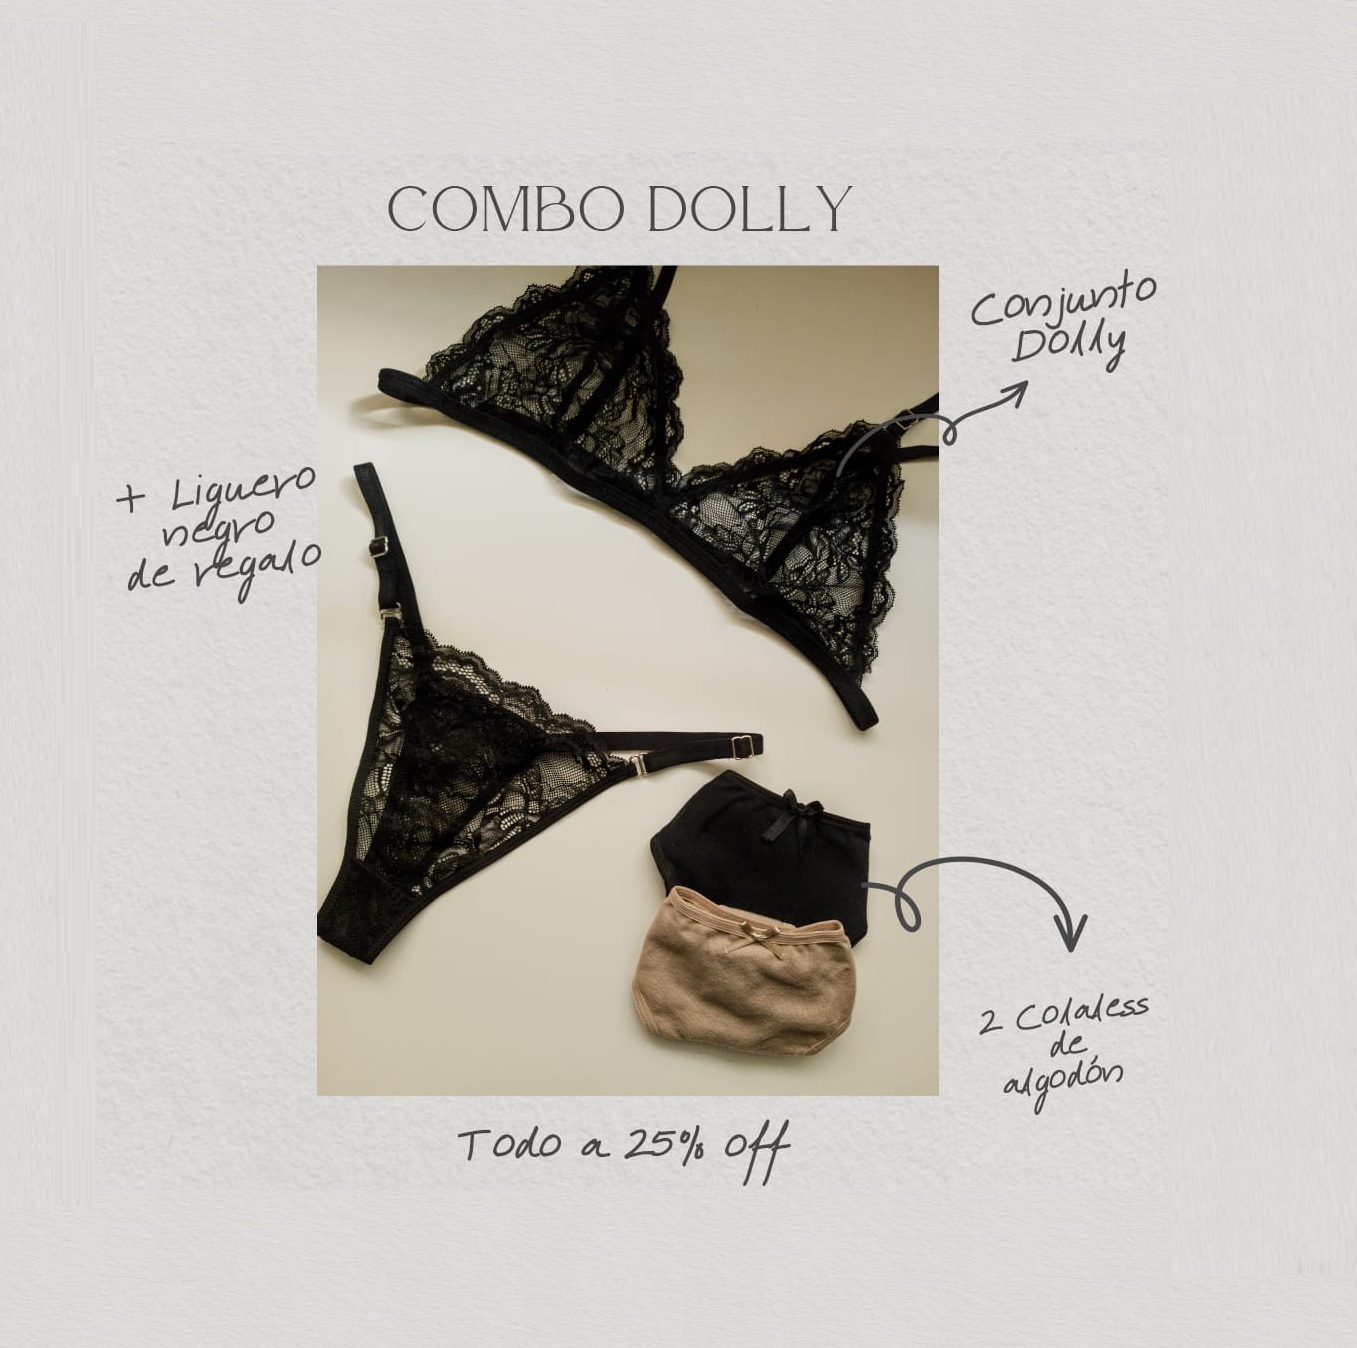 COMBO DOLLY
Conjunto
Dolly
+ Liguero
negro
de regalo
2 Colaless
de
algodón
Todo a 25% off